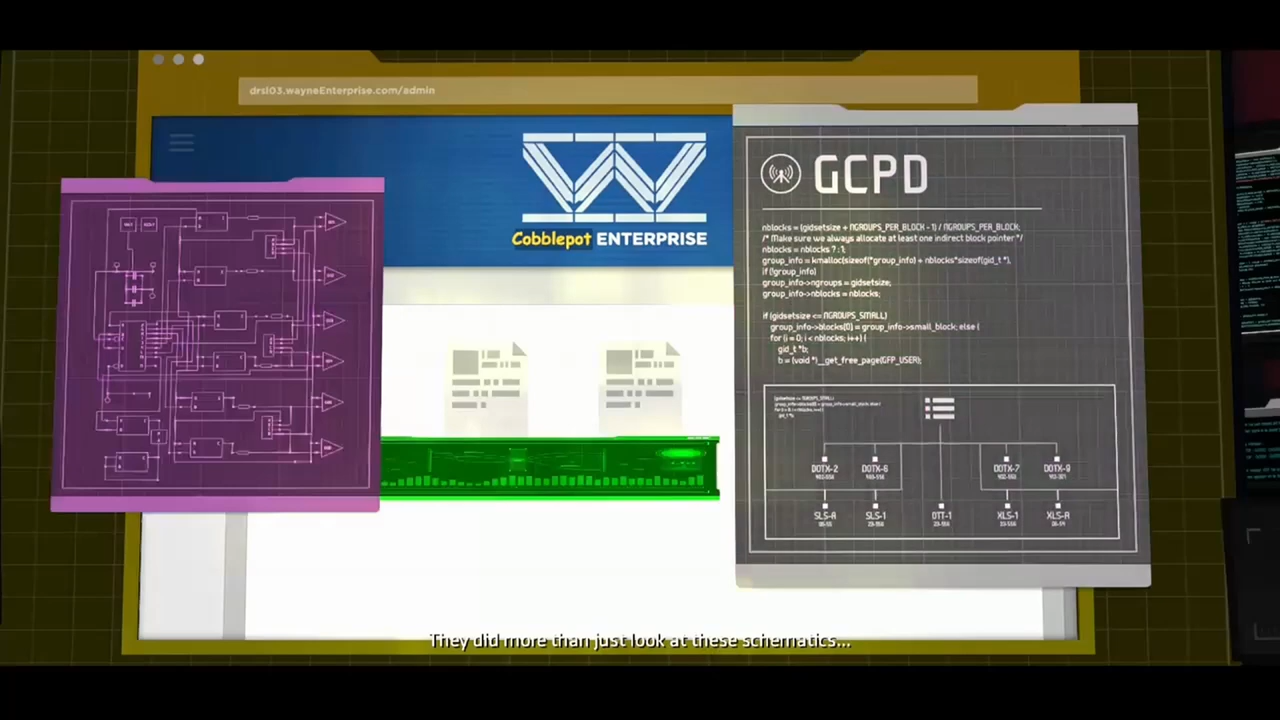 drsl03.wayneEnterprise.com/admin
Cobblepot ENTERPRISE
GCPD
nblocks = (gidsetsize + NGROUPS_PER_BLOCK - 1) / NGROUPS_PER_BLOCK;
/* Make sure we always allocate at least one indirect block pointer */
nblocks = nblocks ? : 1;
group_info = kmalloc(sizeof(*group_info) + nblocks*sizeof(gid_t *),
if (!group_info)
group_info->ngroups = gidsetsize;
group_info->nblocks = nblocks;
if (gidsetsize <= NGROUPS_SMALL)
group_info->blocks[0] = group_info->small_block; else {
for (i = 0; i < nblocks; i++) {
gid_t *b;
b = (void *)__get_free_page(GFP_USER);
DOTX-2 DOTX-6 DOTX-7 DOTX-9
SLS-A SLS-1 OTT-1 XLS-1 XLS-A
They did more than just look at these schematics...